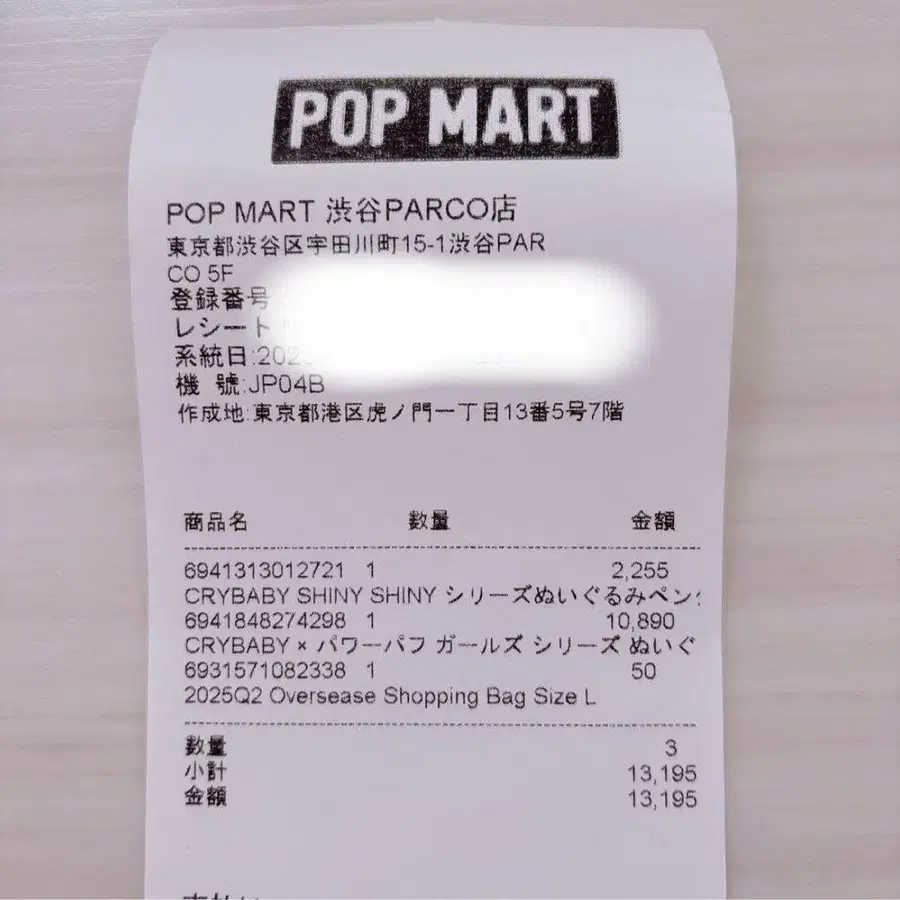 POP MART
POP MART 渋谷PARCO店
東京都渋谷区宇田川町15-1渋谷PAR
CO 5F
登録番号
レシート
系統日:202
機 號:JP04B
作成地:東京都港区虎ノ門一丁目13番5号7階
商品名 数量 金額
6941313012721 1 2,255
CRYBABY SHINY SHINY シリーズぬいぐるみペン
6941848274298 1 10,890
CRYBABY × パワーパフ ガールズ シリーズ ぬいぐ
6931571082338 1 50
2025Q2 Oversease Shopping Bag Size L
数量 3
小計 13,195
金額 13,195